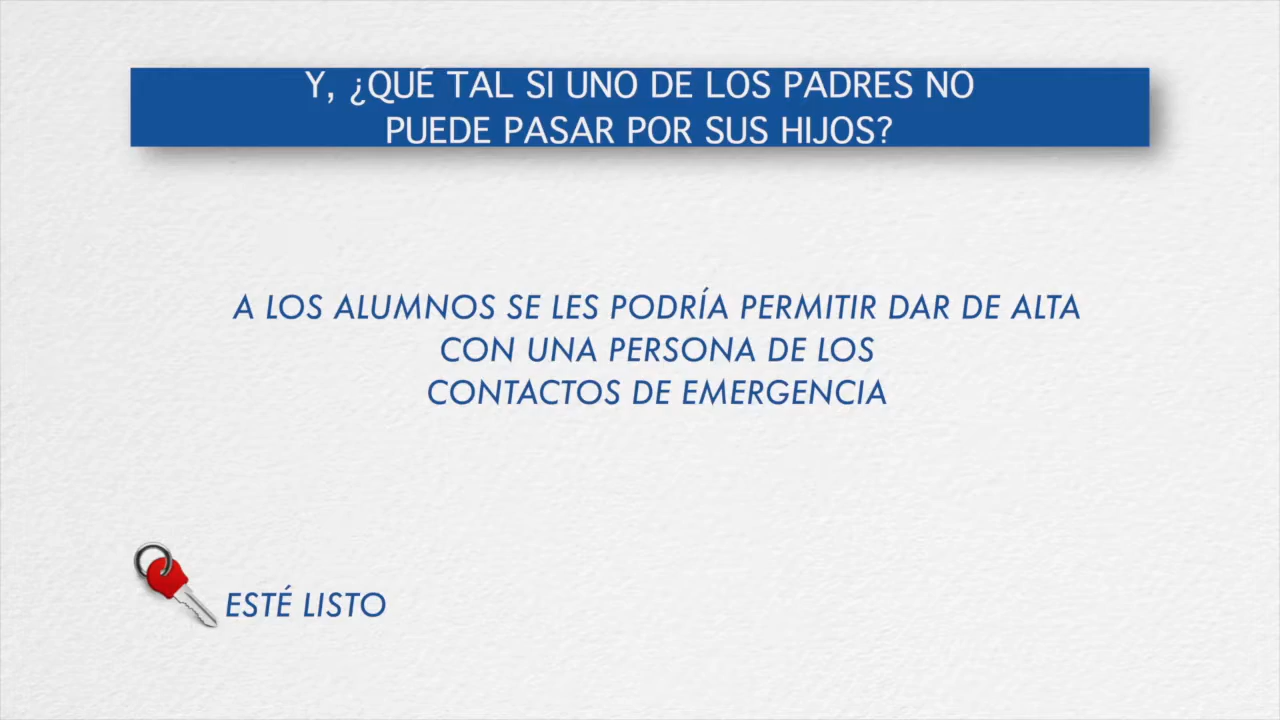 Y, ¿QUÉ TAL SI UNO DE LOS PADRES NO
PUEDE PASAR POR SUS HIJOS?
A LOS ALUMNOS SE LES PODRÍA PERMITIR DAR DE ALTA
CON UNA PERSONA DE LOS
CONTACTOS DE EMERGENCIA
ESTÉ LISTO